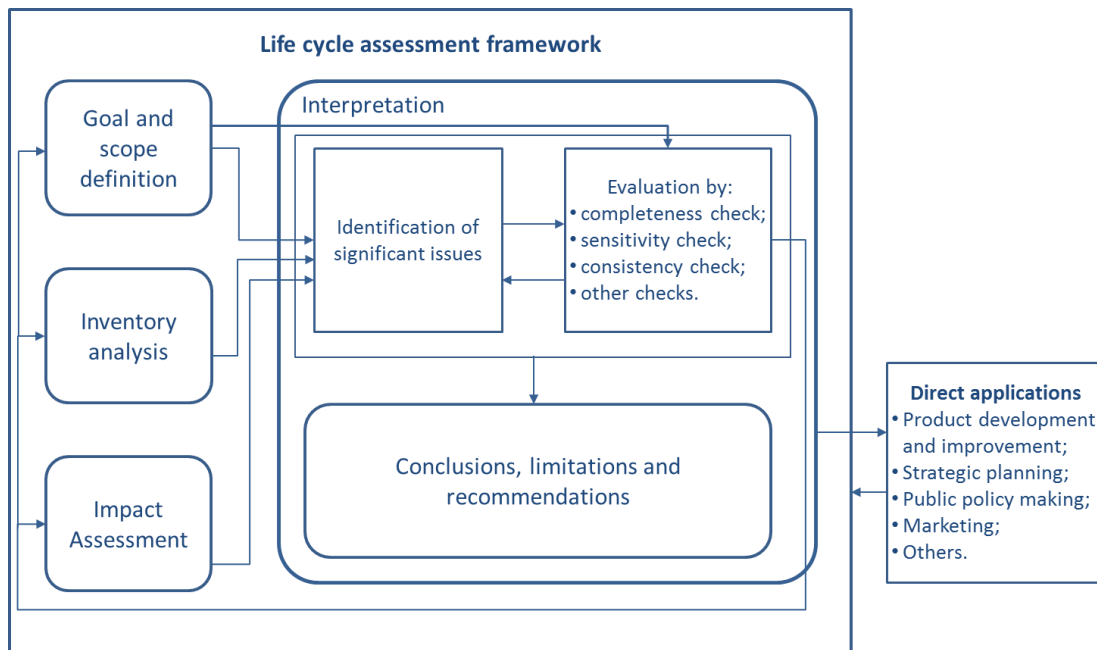 Life cycle assessment framework
Goal and
scope
definition
Inventory
analysis
Impact
Assessment
Interpretation
Identification of
significant issues
Evaluation by:
• completeness check;
• sensitivity check;
• consistency check;
• other checks.
Conclusions, limitations and
recommendations
Direct applications
• Product development
and improvement;
• Strategic planning;
• Public policy making;
• Marketing;
• Others.